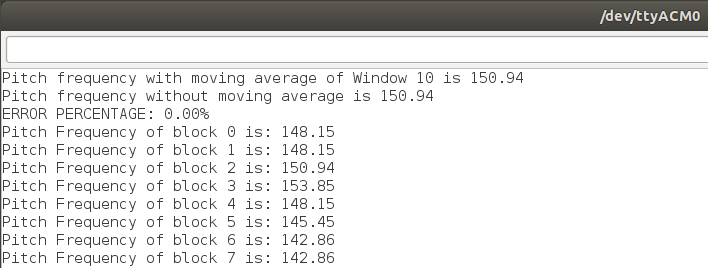 /dev/ttyACM0
Pitch frequency with moving average of Window 10 is 150.94
Pitch frequency without moving average is 150.94
ERROR PERCENTAGE: 0.00%
Pitch Frequency of block 0 is: 148.15
Pitch Frequency of block 1 is: 148.15
Pitch Frequency of block 2 is: 150.94
Pitch Frequency of block 3 is: 153.85
Pitch Frequency of block 4 is: 148.15
Pitch Frequency of block 5 is: 145.45
Pitch Frequency of block 6 is: 142.86
Pitch Frequency of block 7 is: 142.86